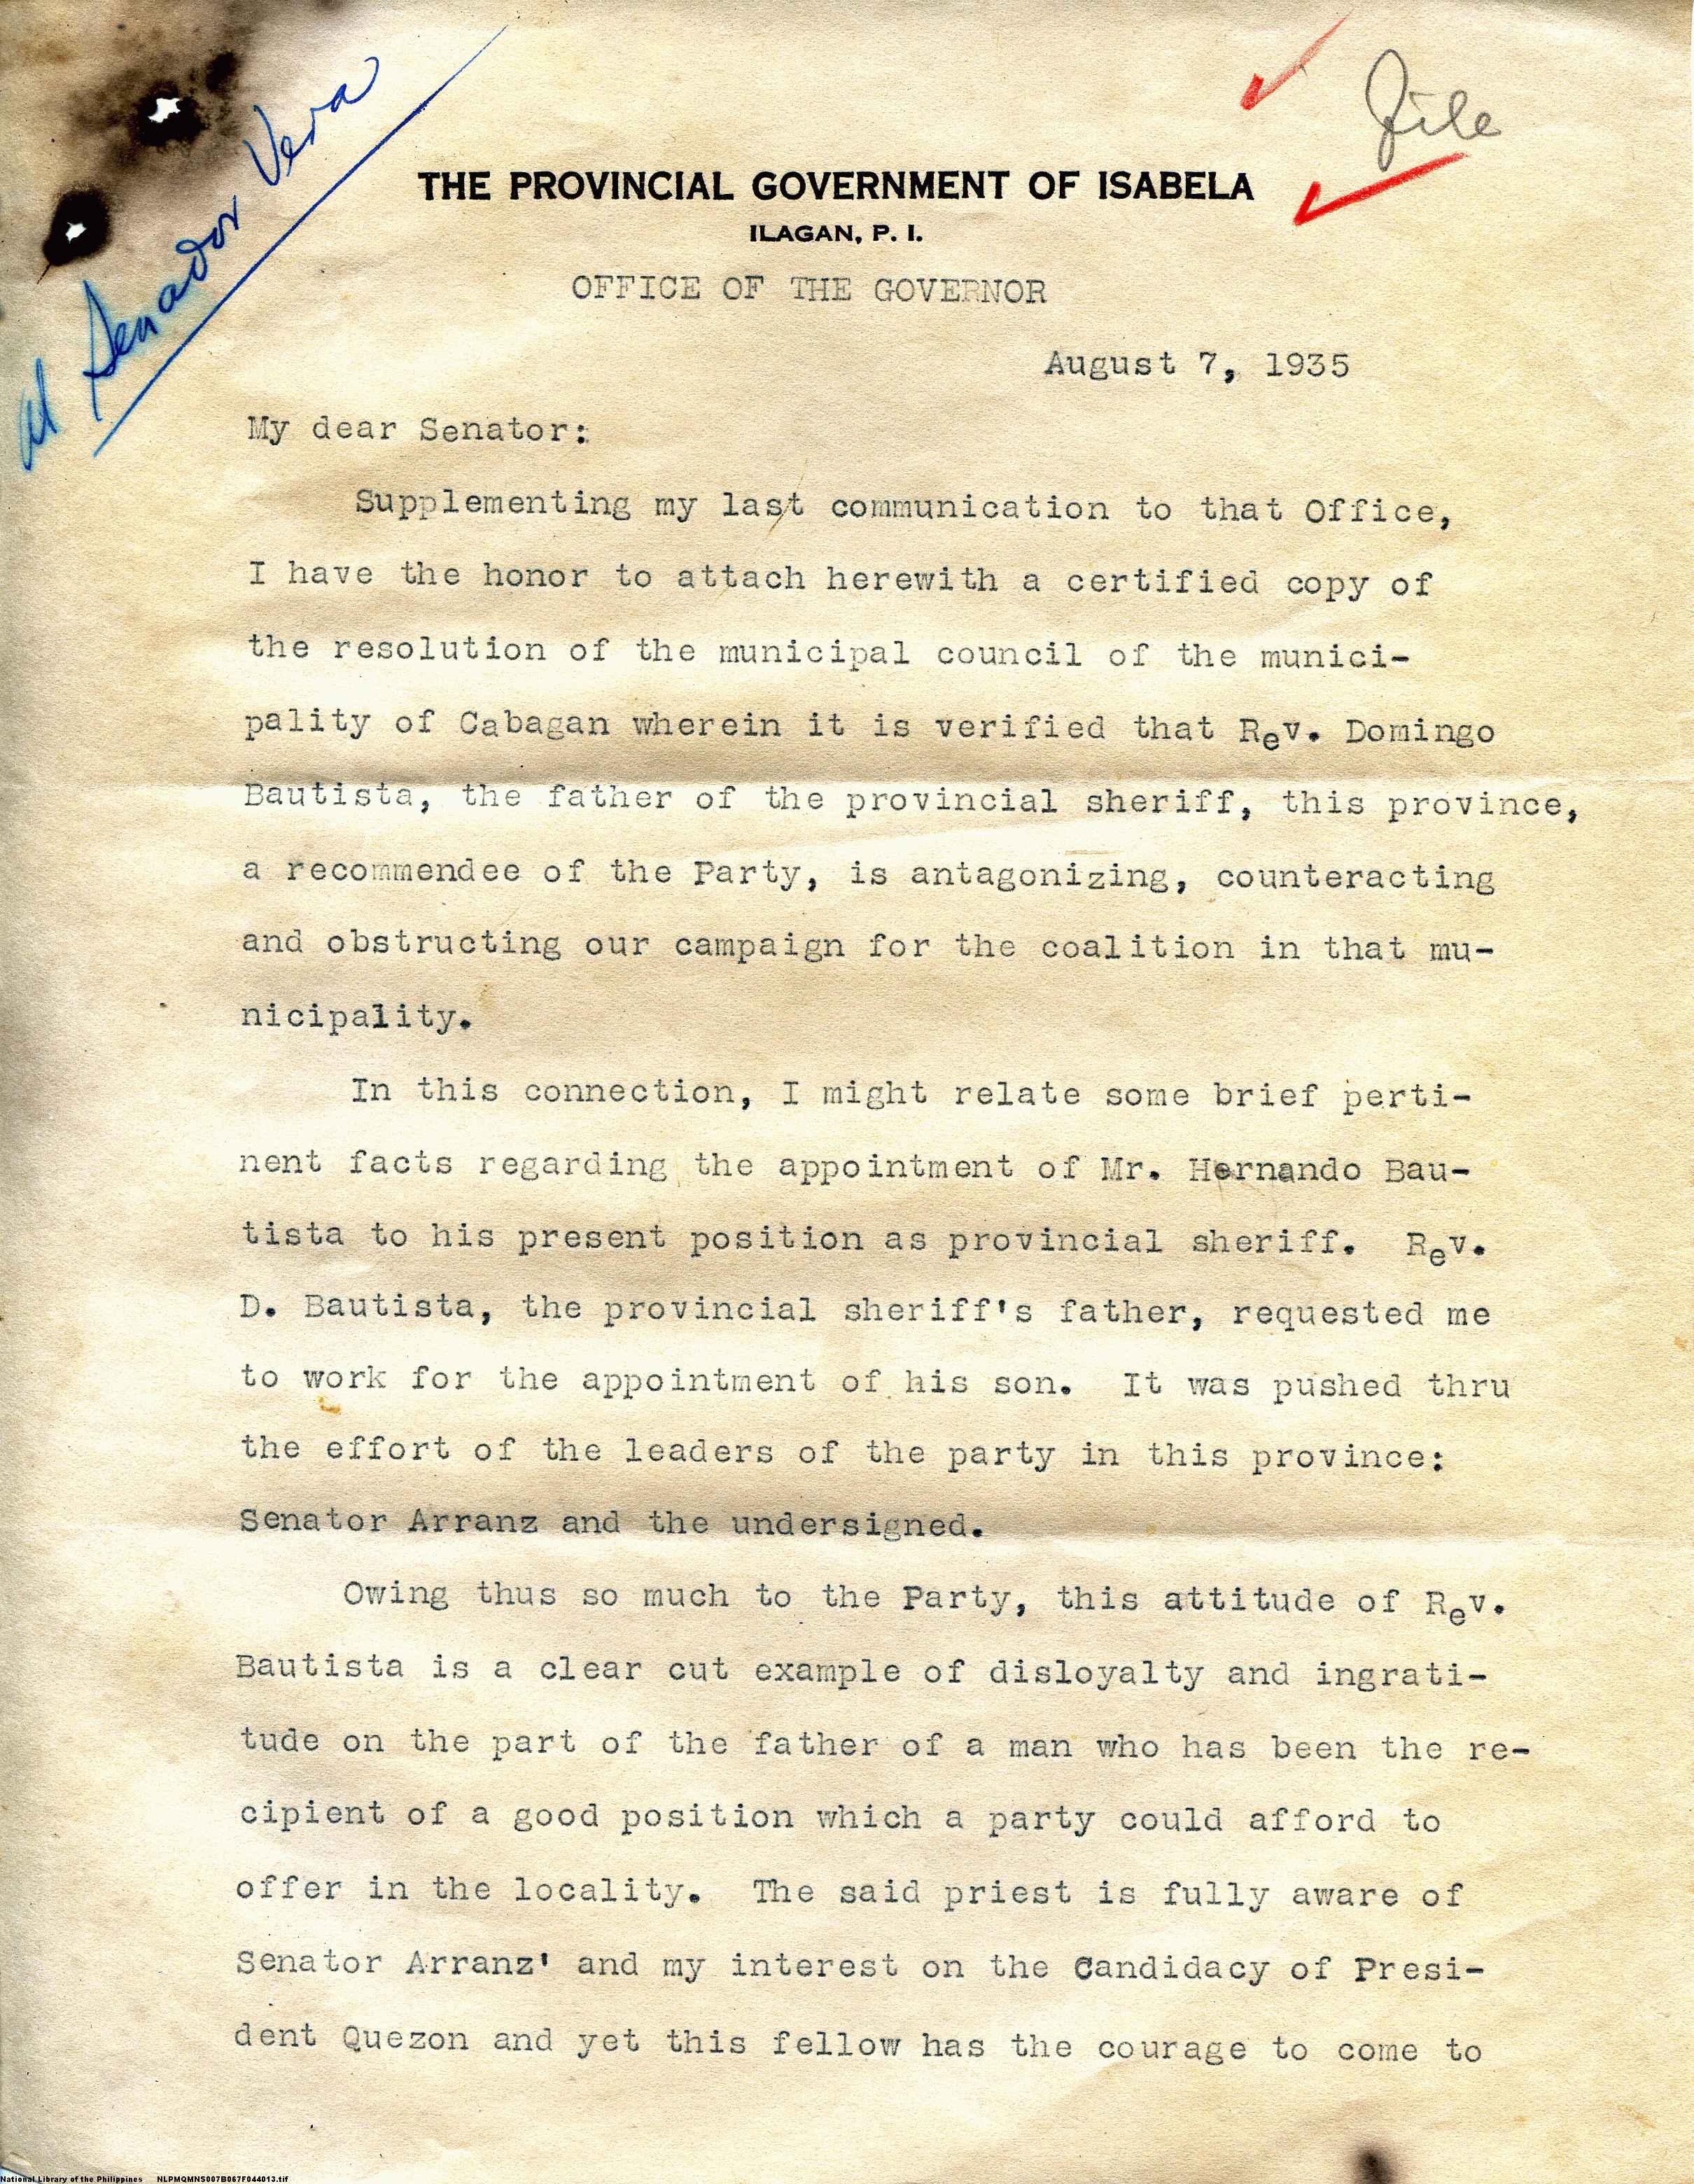 al Senador Vera
File
THE PROVINCIAL GOVERNMENT OF ISABELA
ILAGAN, P. I.
OFFICE OF THE GOVERNOR
August 7, 1935
My dear Senator:
Supplementing my last communication to that Office,
I have the honor to attach herewith a certified copy of
the resolution of the municipal council of the munici-
pality of Cabagan wherein it is verified that Rev. Domingo
Bautista, the father of the provincial sheriff, this province,
a recommendee of the Party, is antagonizing, counteracting
and obstructing our campaign for the coalition in that mu-
nicipality.
In this connection, I might relate some brief perti-
nent facts regarding the appointment of Mr. Hernando Bau-
tista to his present position as provincial sheriff. Rev.
D. Bautista, the provincial sheriff's father, requested me
to work for the appointment of his son. It was pushed thru
the effort of the leaders of the party in this province:
Senator Arranz and the undersigned.
Owing thus so much to the Party, this attitude of Rev.
Bautista is a clear cut example of disloyalty and ingrati-
tude on the part of the father of a man who has been the re-
cipient of a good position which a party could afford to
offer in the locality. The said priest is fully aware of
Senator Arranz' and my interest on the Candidacy of Presi-
dent Quezon and yet this fellow has the courage to come to
National Library of the Philippines NLPMQMNS007B067F044013.tif